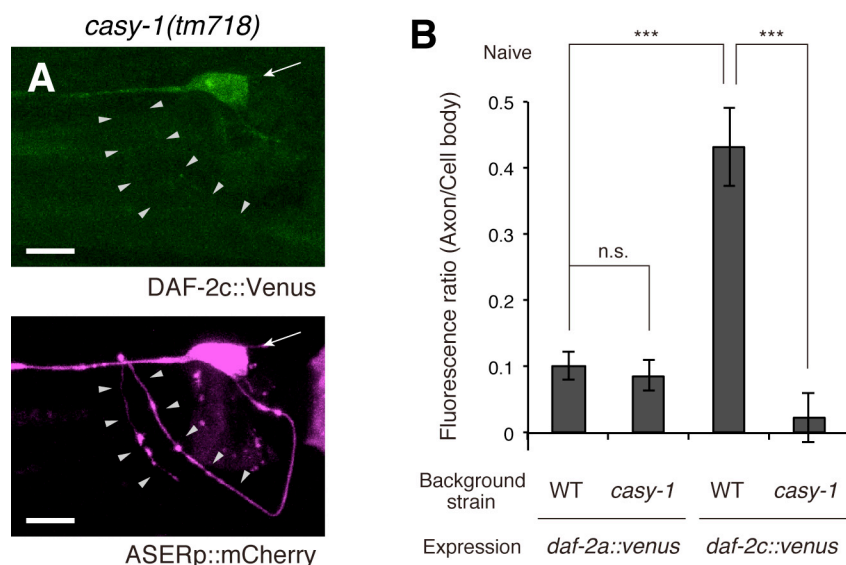 casy-1(tm718)
A
DAF-2c::Venus
ASERp::mCherry
B
Naive
***
***
n.s.
Fluorescence ratio (Axon/Cell body)
0.5
0.4
0.3
0.2
0.1
0
Background strain
WT
casy-1
WT
casy-1
Expression
daf-2a::venus
daf-2c::venus